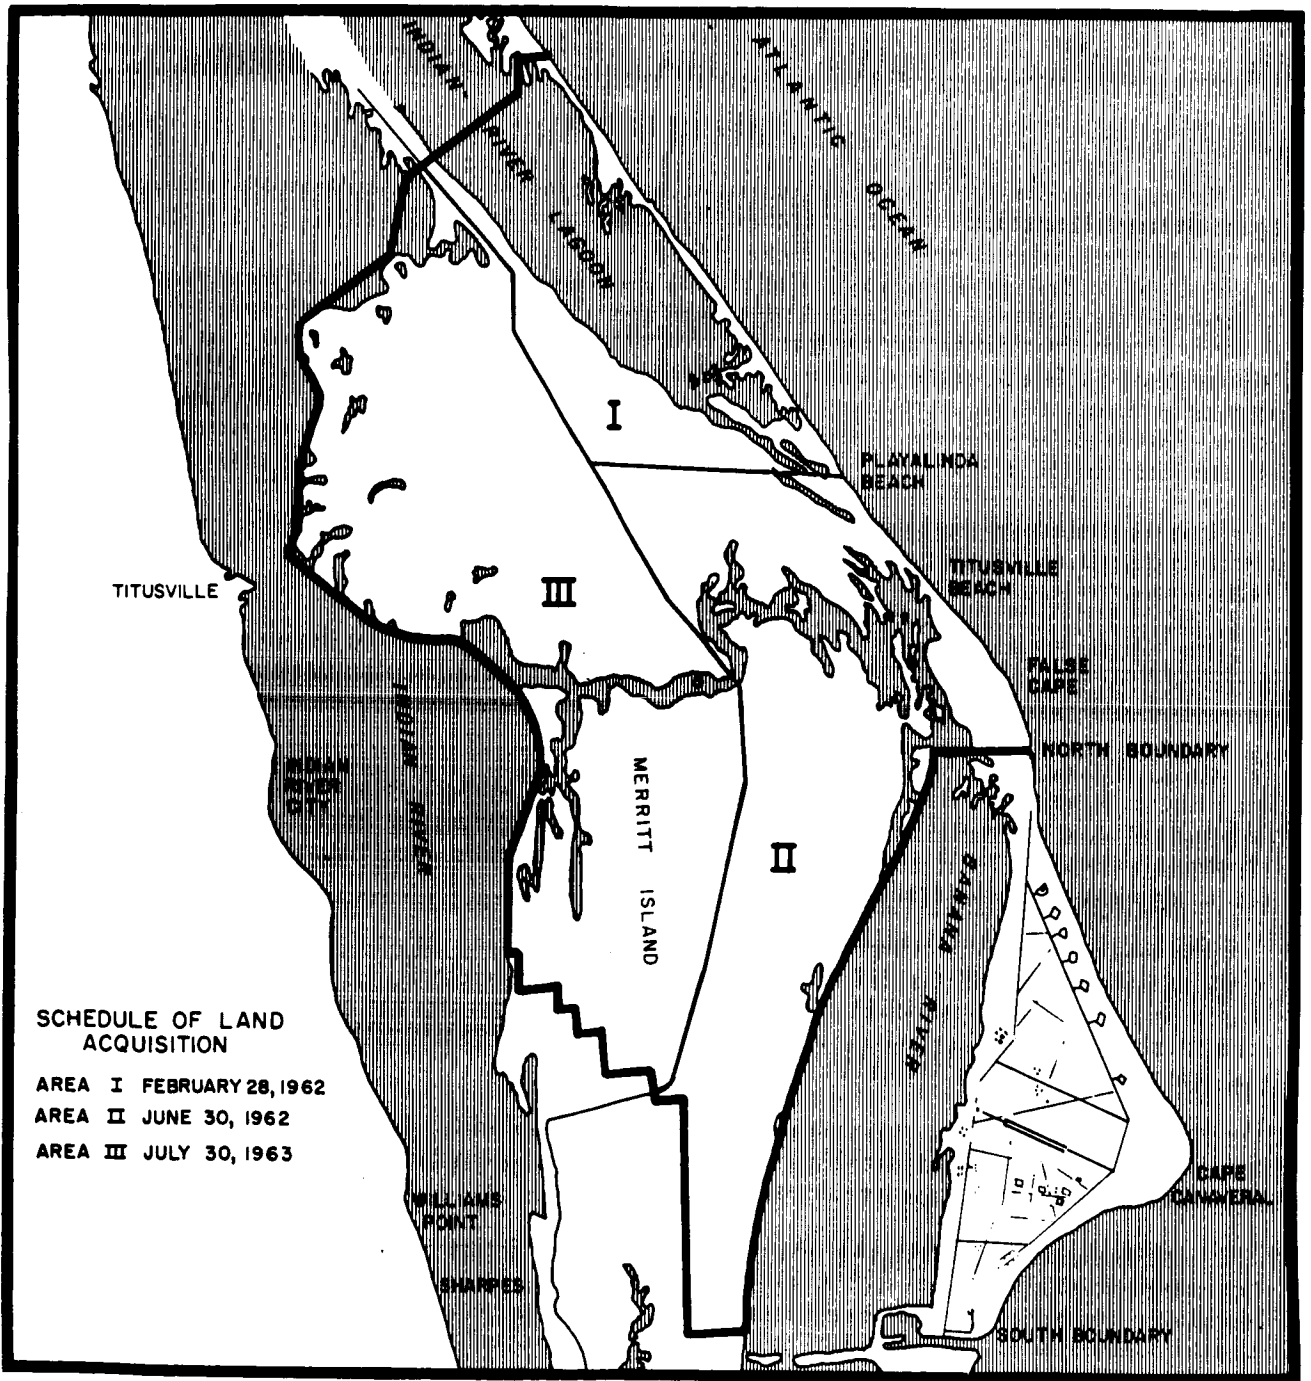 INDIAN
RIVER
LAGOON
ATLANTIC
OCEAN
I
PLAYALINDA
BEACH
TITUSVILLE
BEACH
TITUSVILLE
III
FALSE
CAPE
NORTH BOUNDARY
INDIAN
RIVER
CITY
INDIAN
RIVER
MERRITT ISLAND
II
BANANA
RIVER
SCHEDULE OF LAND
ACQUISITION
AREA I FEBRUARY 28, 1962
AREA II JUNE 30, 1962
AREA III JULY 30, 1963
WILLIAMS
POINT
SHARPES
CAPE
CANAVERAL
SOUTH BOUNDARY